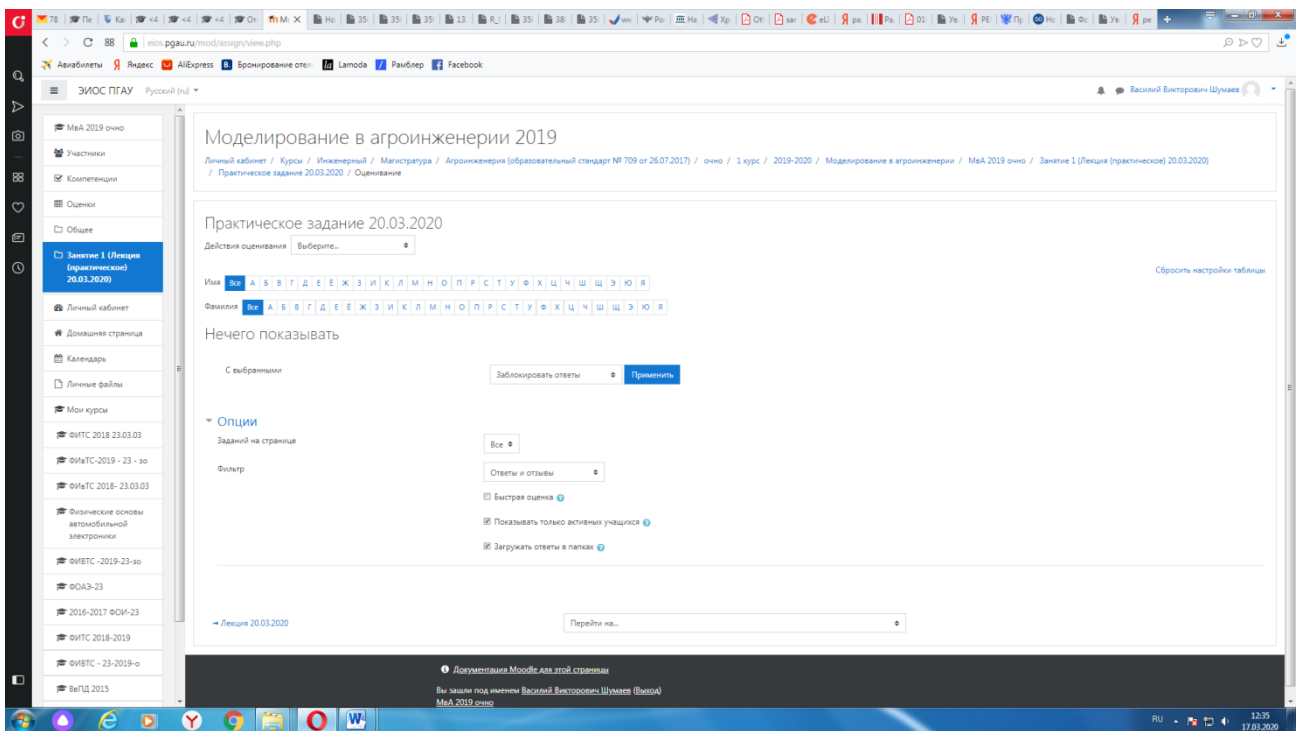 eios.pgau.ru/mod/assign/view.php
Авиабилеты Яндекс AliExpress Бронирование отел Lamoda Рамблер Facebook
ЭИОС ПГАУ Русский (ru)
Василий Викторович Шумаев
МвА 2019 очно
Участники
Компетенции
Оценки
Общее
Занятие 1 (Лекция
(практическое)
20.03.2020)
Личный кабинет
Домашняя страница
Календарь
Личные файлы
Мои курсы
ФИТС 2018 23.03.03
ФИвТС-2019 - 23 - зо
ФИвТС 2018- 23.03.03
Физические основы
автомобильной
электроники
ФИВТС -2019-23-зо
ФОАЭ-23
2016-2017 ФОИ-23
ФИТС 2018-2019
ФИВТС - 23-2019-о
ВеПД 2015
Моделирование в агроинженерии 2019
Личный кабинет / Курсы / Инженерный / Магистратура / Агроинженерия (образовательный стандарт № 709 от 26.07.2017) / очно / 1 курс / 2019-2020 / Моделирование в агроинженерии / МвА 2019 очно / Занятие 1 (Лекция (практическое) 20.03.2020)
/ Практическое задание 20.03.2020 / Оценивание
Практическое задание 20.03.2020
Действия оценивания Выберите...
Сбросить настройки таблицы
Имя Все А Б В Г Д Е Ё Ж З И К Л М Н О П Р С Т У Ф Х Ц Ч Ш Щ Э Ю Я
Фамилия Все А Б В Г Д Е Ё Ж З И К Л М Н О П Р С Т У Ф Х Ц Ч Ш Щ Э Ю Я
Нечего показывать
С выбранными Заблокировать ответы Применить
Опции
Заданий на странице Все
Фильтр Ответы и отзывы
Быстрая оценка
Показывать только активных учащихся
Загружать ответы в папках
→ Лекция 20.03.2020 Перейти на...
Документация Moodle для этой страницы
Вы зашли под именем Василий Викторович Шумаев (Выход)
МвА 2019 очно
RU 12:35
17.03.2020